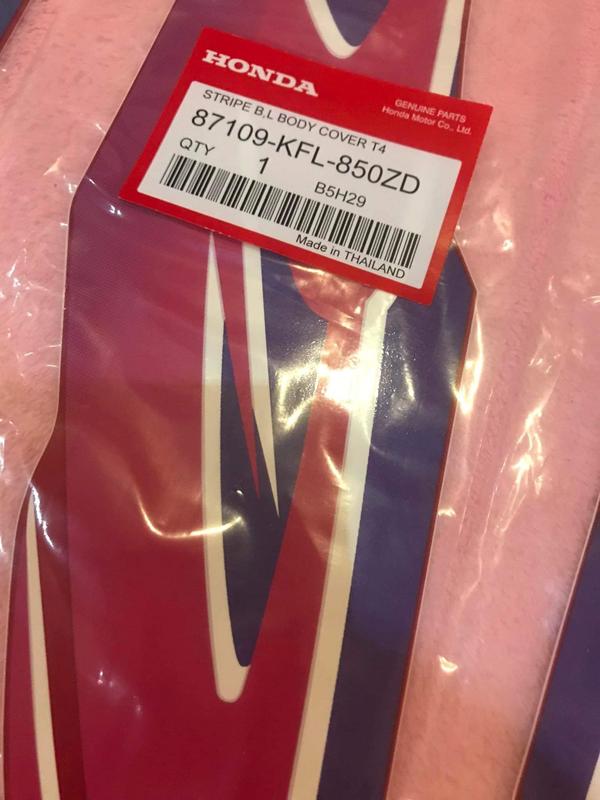 HONDA
GENUINE PARTS
Honda Motor Co., Ltd.
STRIPE B,L BODY COVER T4
87109-KFL-850ZD
QTY 1 B5H29
Made in THAILAND